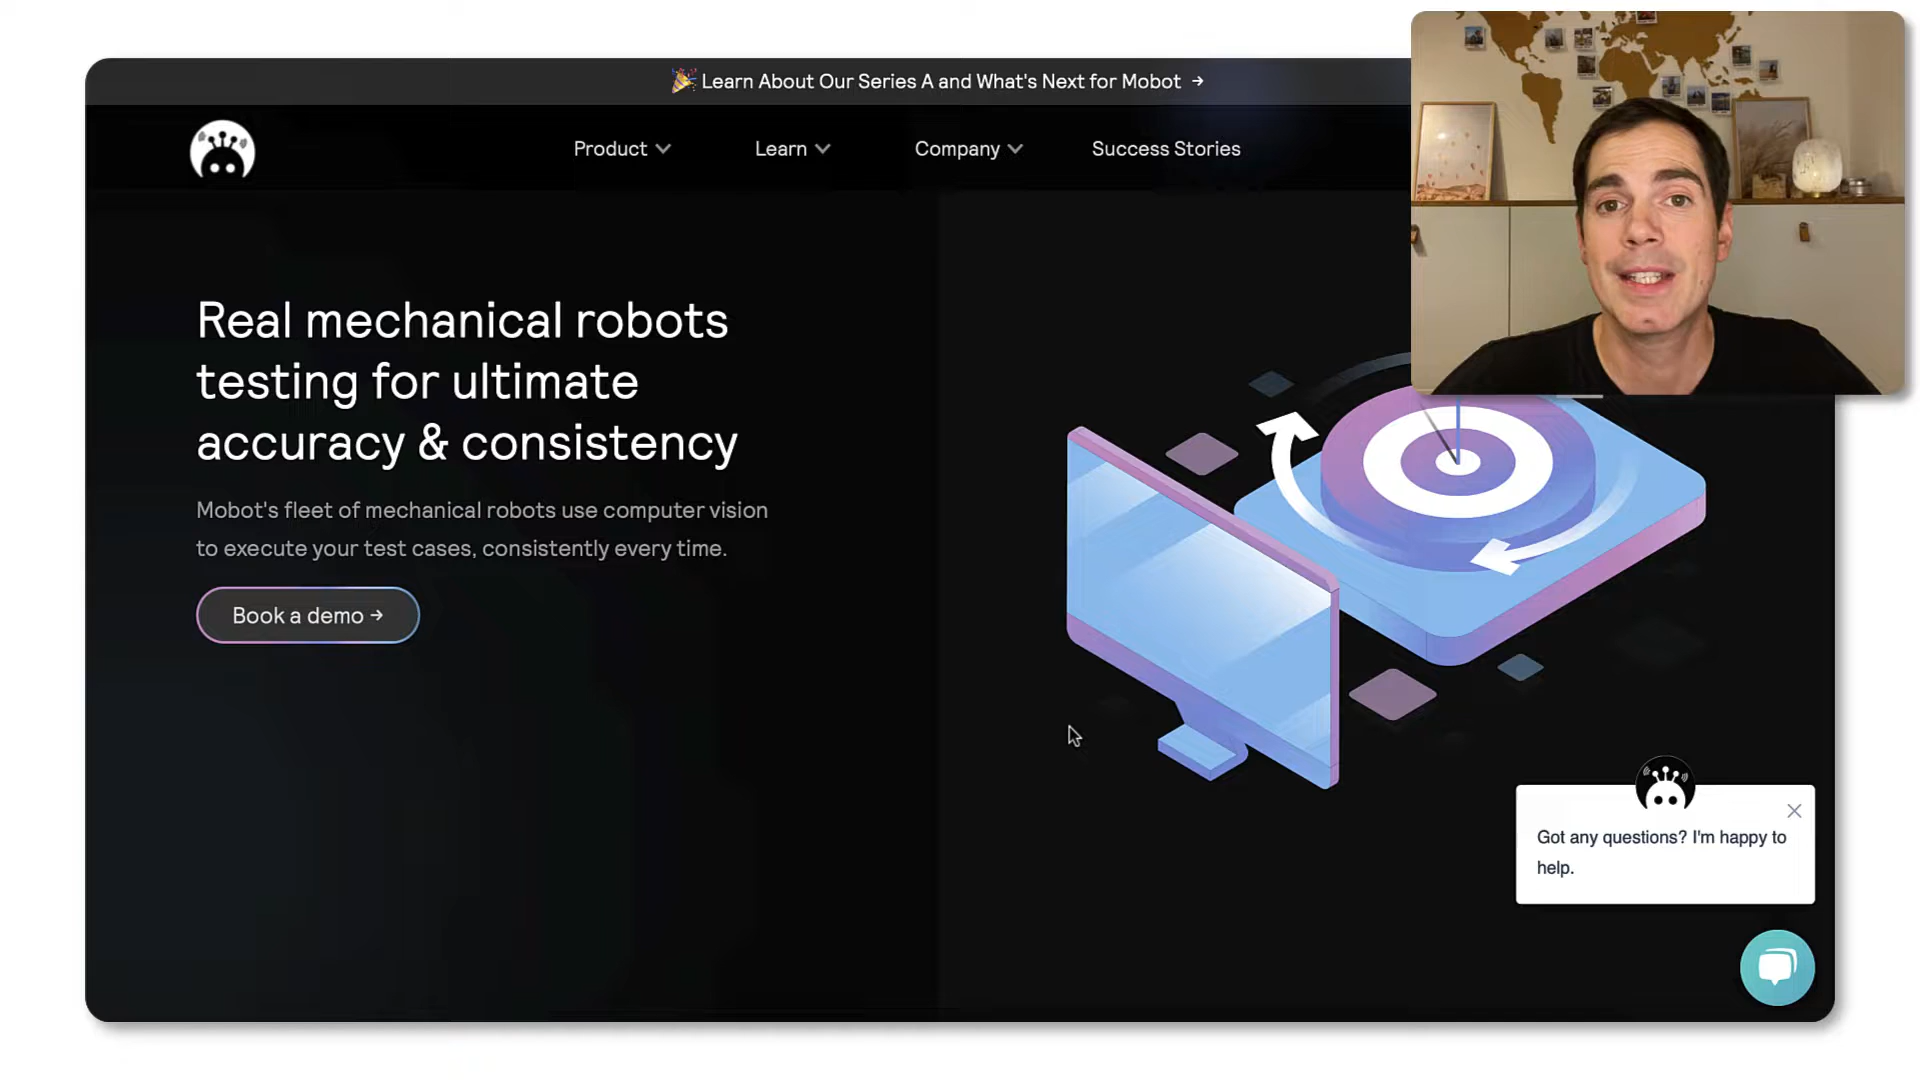 🎉 Learn About Our Series A and What's Next for Mobot →
Product
Learn
Company
Success Stories
Real mechanical robots
testing for ultimate
accuracy & consistency
Mobot's fleet of mechanical robots use computer vision
to execute your test cases, consistently every time.
Book a demo →
Got any questions? I'm happy to
help.